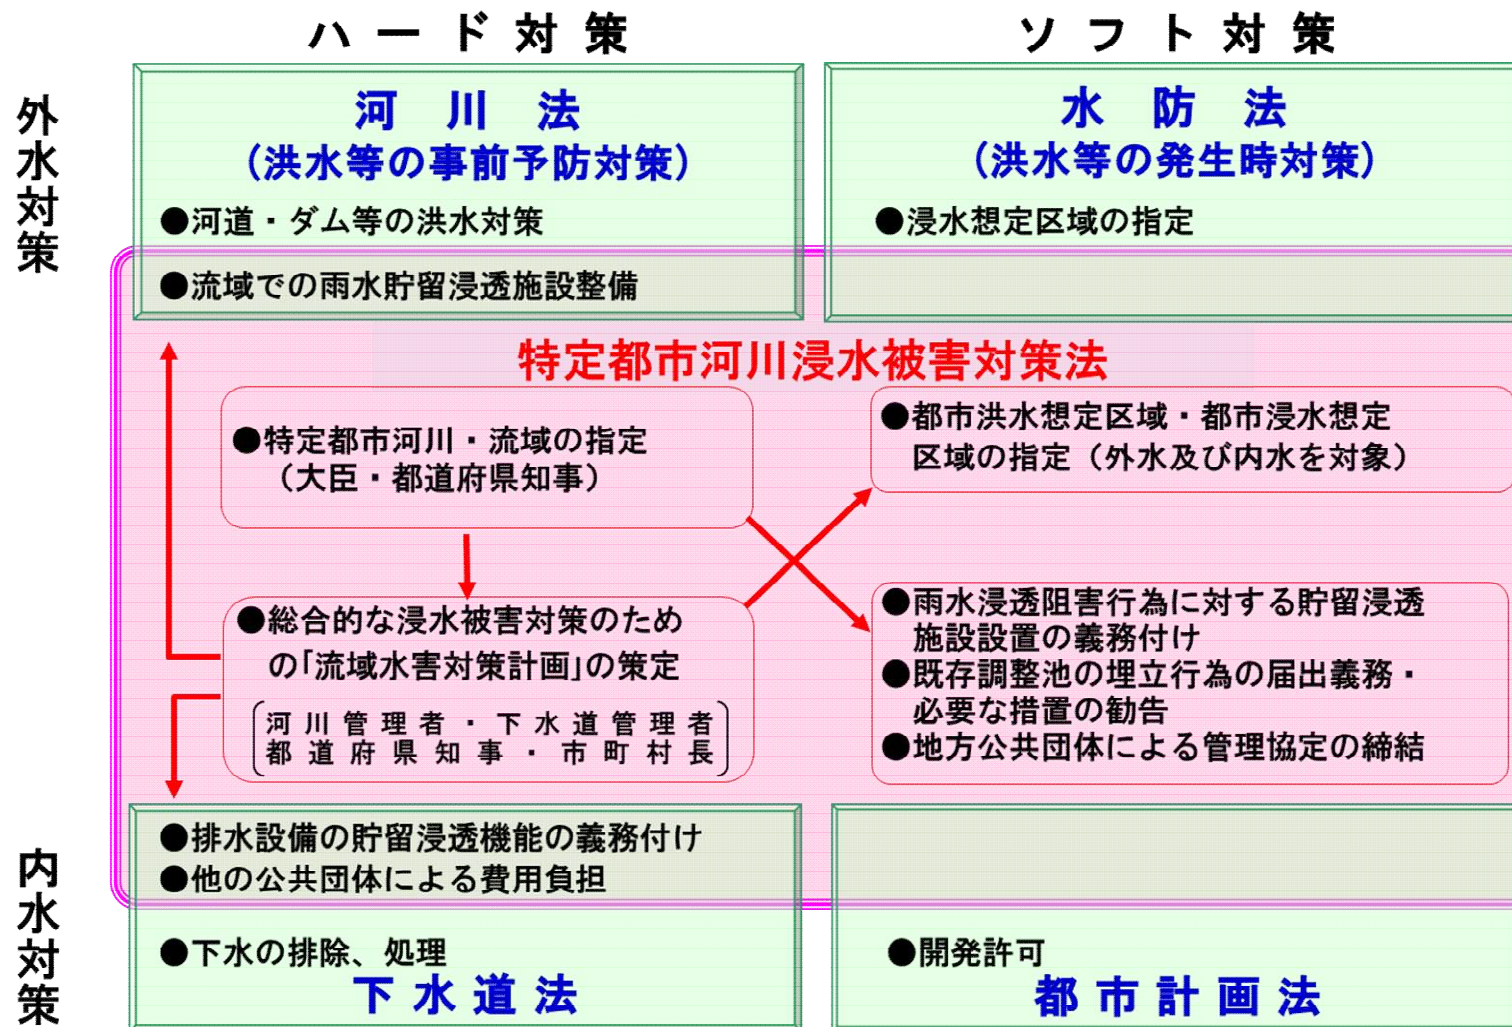 ハード対策
ソフト対策
外水対策
河川法
（洪水等の事前予防対策）
●河道・ダム等の洪水対策
●流域での雨水貯留浸透施設整備
水防法
（洪水等の発生時対策）
●浸水想定区域の指定
特定都市河川浸水被害対策法
●特定都市河川・流域の指定
（大臣・都道府県知事）
●都市洪水想定区域・都市浸水想定
区域の指定（外水及び内水を対象）
●総合的な浸水被害対策のため
の「流域水害対策計画」の策定
河川管理者・下水道管理者
都道府県知事・市町村長
●雨水浸透阻害行為に対する貯留浸透
施設設置の義務付け
●既存調整池の埋立行為の届出義務・
必要な措置の勧告
●地方公共団体による管理協定の締結
内水対策
●排水設備の貯留浸透機能の義務付け
●他の公共団体による費用負担
●下水の排除、処理
下水道法
●開発許可
都市計画法